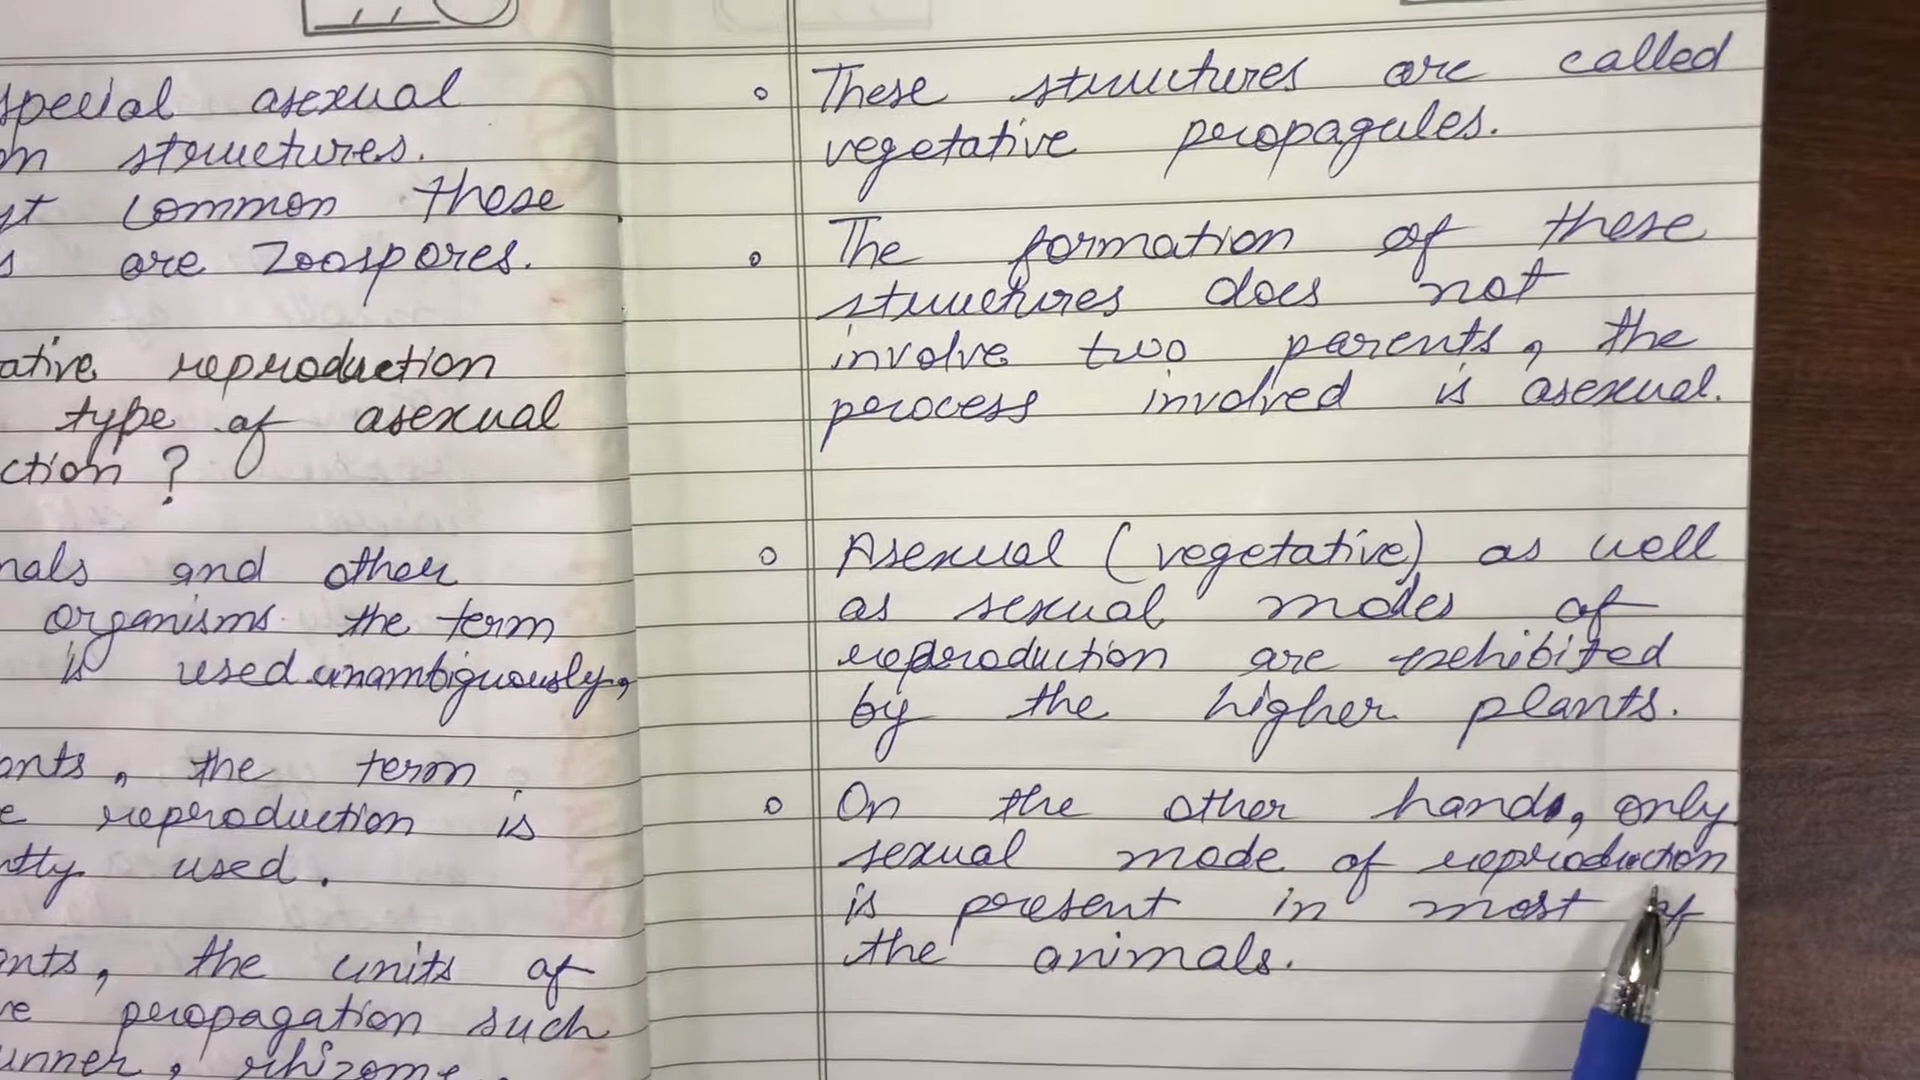 special asexual
structures.
common these
are Zoospores.
reproduction
type of asexual
?
and other
organisms the term
is used unambiguously,
, the term
reproduction is
used.
, the units of
propagation such
, rhizome,
These structures are called
vegetative propagules.
The formation of these
structures does not
involve two parents, the
process involved is asexual.
Asexual (vegetative) as well
as sexual modes of
reproduction are exhibited
by the higher plants.
On the other hand, only
sexual mode of reproduction
is present in most of
the animals.